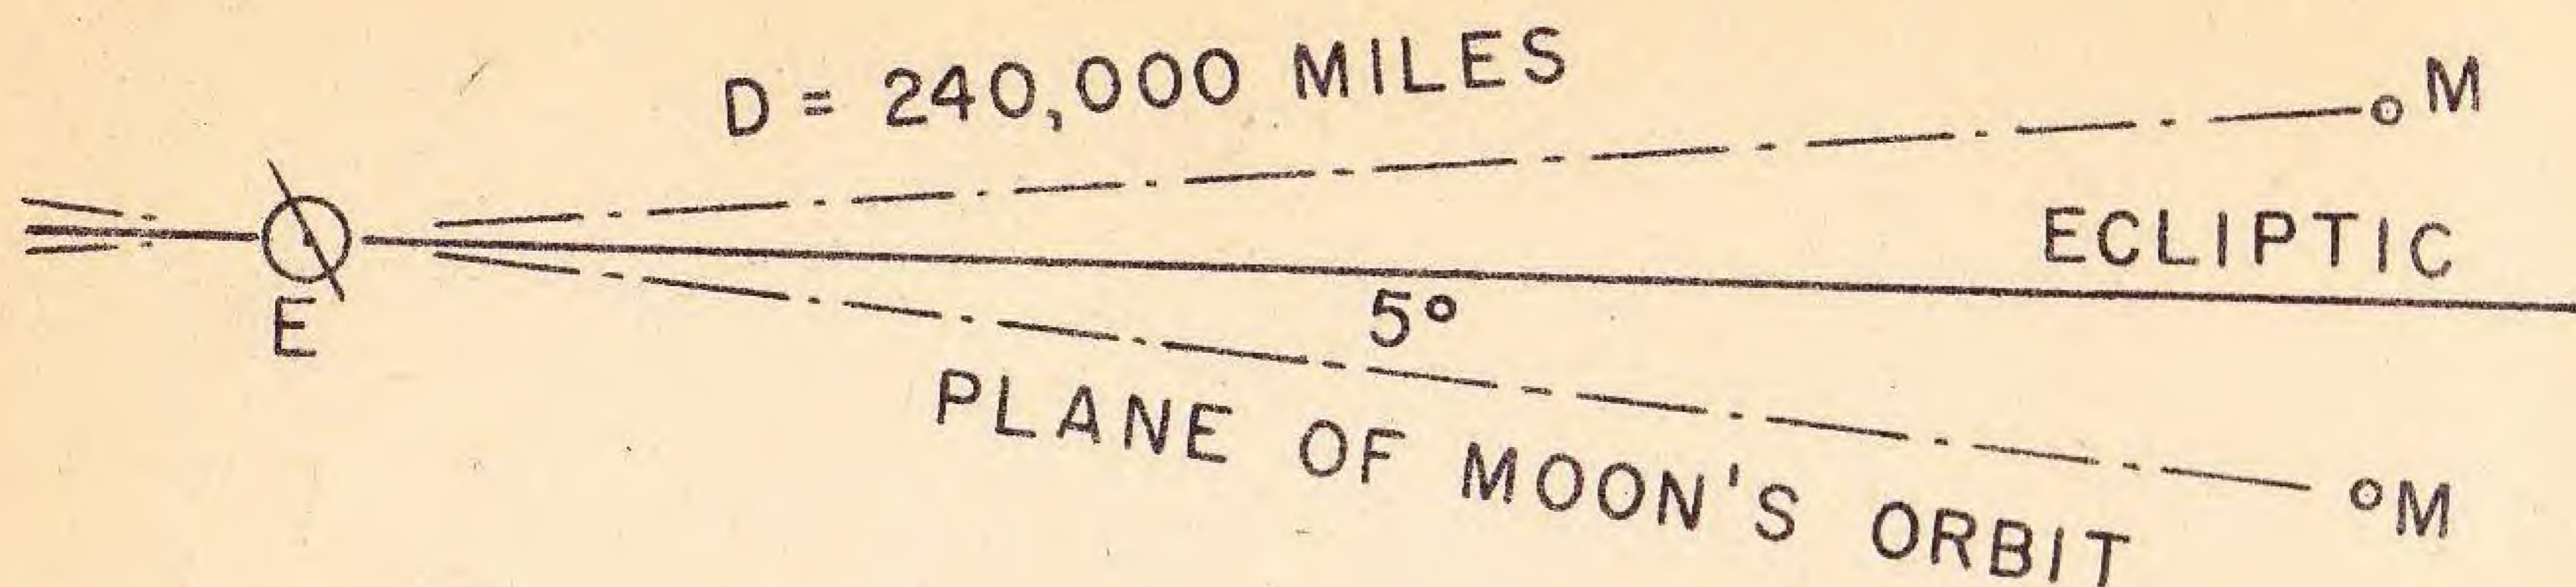 D = 240,000 MILES
M
ECLIPTIC
E
5°
PLANE OF MOON'S ORBIT
M